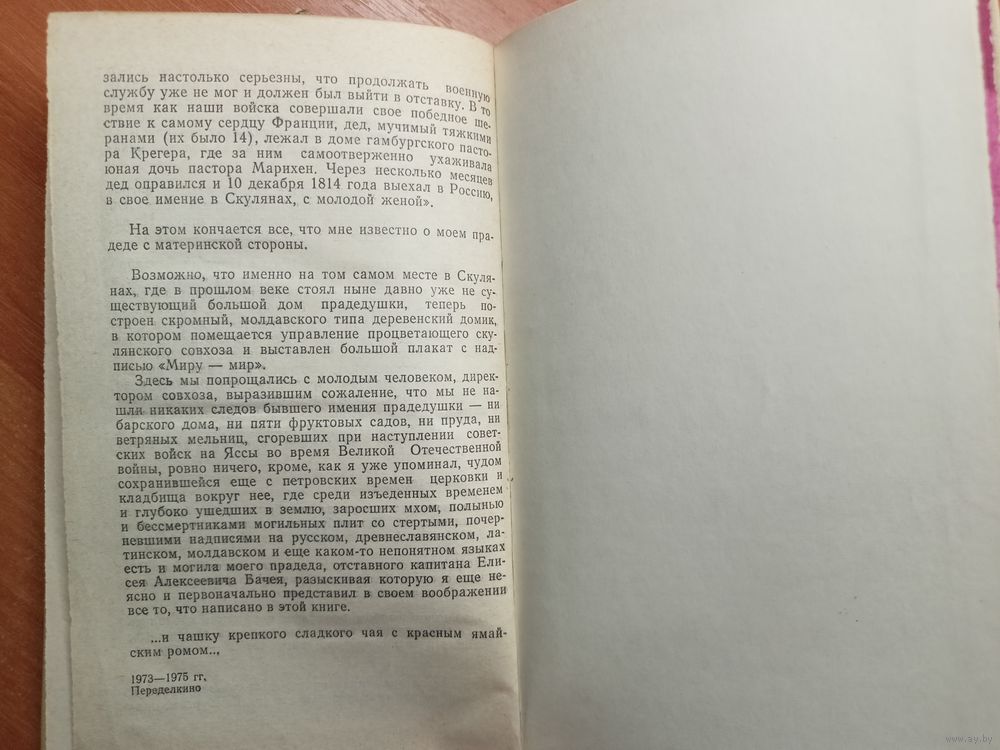 зались настолько серьезны, что продолжать военную
службу уже не мог и должен был выйти в отставку. В то
время как наши войска совершали свое победное ше-
ствие к самому сердцу Франции, дед, мучимый тяжкими
ранами (их было 14), лежал в доме гамбургского пасто-
ра Крегера, где за ним самоотверженно ухаживала
юная дочь пастора Марихен. Через несколько месяцев
дед оправился и 10 декабря 1814 года выехал в Россию,
в свое имение в Скулянах, с молодой женой».
На этом кончается все, что мне известно о моем пра-
деде с материнской стороны.
Возможно, что именно на том самом месте в Скуля-
нах, где в прошлом веке стоял ныне давно уже не су-
ществующий большой дом прадедушки, теперь по-
строен скромный, молдавского типа деревенский домик,
в котором помещается управление процветающего ску-
лянского совхоза и выставлен большой плакат с над-
писью «Миру — мир».
Здесь мы попрощались с молодым человеком, дирек-
тором совхоза, выразившим сожаление, что мы не на-
шли никаких следов бывшего имения прадедушки — ни
барского дома, ни пяти фруктовых садов, ни пруда, ни
ветряных мельниц, сгоревших при наступлении совет-
ских войск на Яссы во время Великой Отечественной
войны, ровно ничего, кроме, как я уже упоминал, чудом
сохранившейся еще с петровских времен церковки и
кладбища вокруг нее, где среди изъеденных временем
и глубоко ушедших в землю, заросших мхом, полынью
и бессмертниками могильных плит со стертыми, почер-
невшими надписями на русском, древнеславянском, ла-
тинском, молдавском и еще каком-то непонятном языках
есть и могила моего прадеда, отставного капитана Ели-
сея Алексеевича Бачея, разыскивая которую я еще не-
ясно и первоначально представил в своем воображении
все то, что написано в этой книге.
...и чашку крепкого сладкого чая с красным ямай-
ским ромом...
1973—1975 гг.
Переделкино
www.ay.by